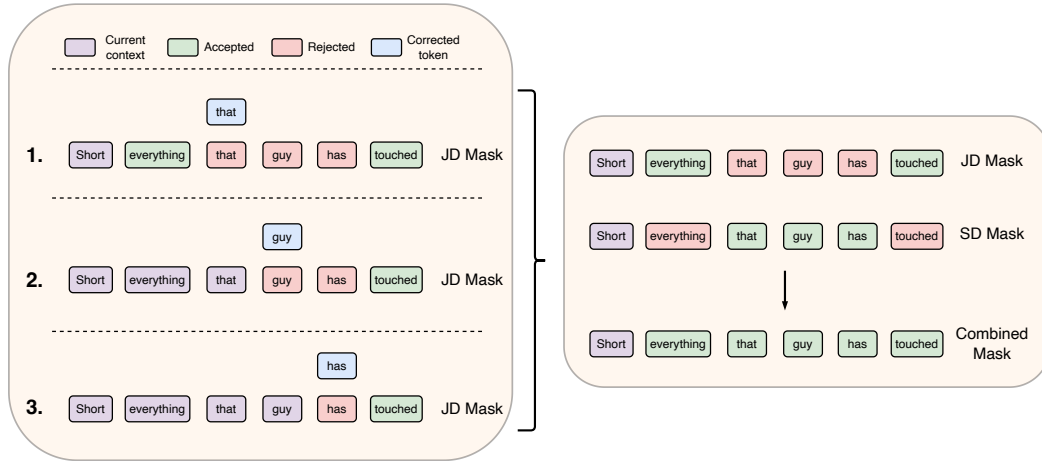 Current context
Accepted
Rejected
Corrected token
that
1. Short everything that guy has touched JD Mask
guy
2. Short everything that guy has touched JD Mask
has
3. Short everything that guy has touched JD Mask
Short everything that guy has touched JD Mask
Short everything that guy has touched SD Mask
Short everything that guy has touched Combined Mask